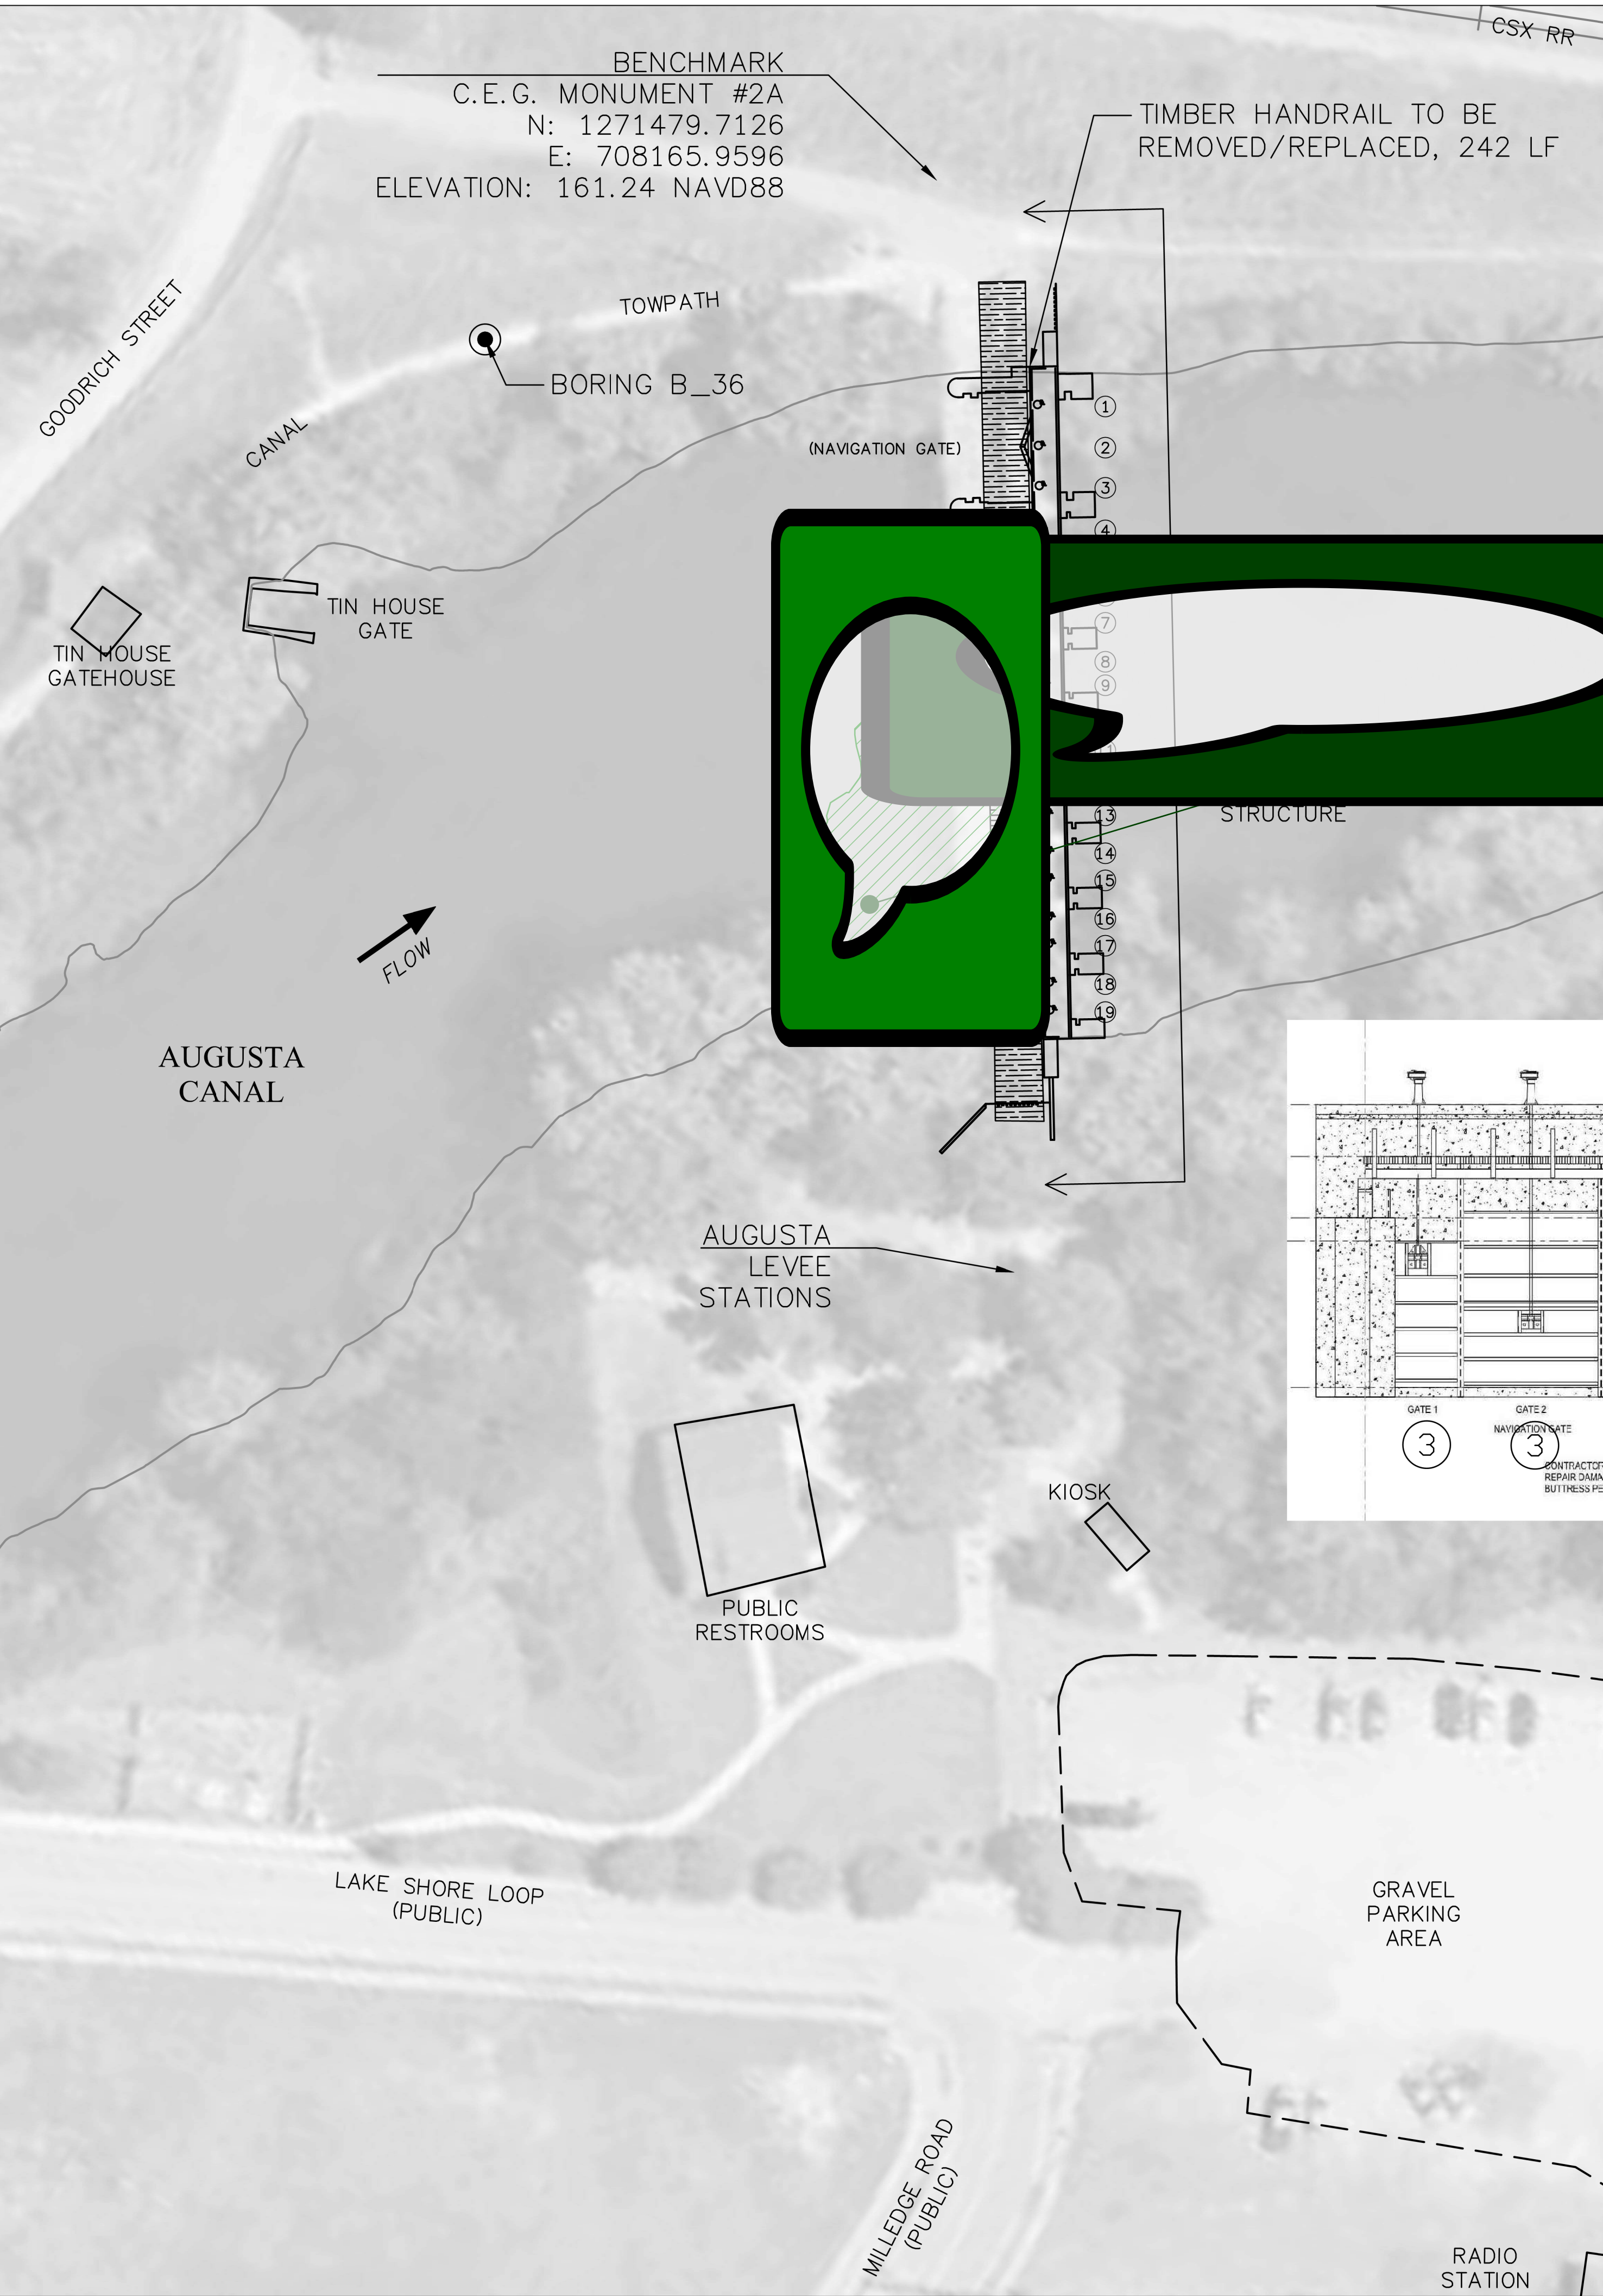 CSX RR
BENCHMARK
C.E.G. MONUMENT #2A
N: 1271479.7126
E: 708165.9596
ELEVATION: 161.24 NAVD88
TIMBER HANDRAIL TO BE
REMOVED/REPLACED, 242 LF
GOODRICH STREET
CANAL TOWPATH
BORING B_36
(NAVIGATION GATE)
1
2
3
4
7
8
9
13
14
15
16
17
18
19
STRUCTURE
TIN HOUSE
GATE
TIN HOUSE
GATEHOUSE
FLOW
AUGUSTA
CANAL
AUGUSTA
LEVEE
STATIONS
GATE 1
GATE 2
NAVIGATION GATE
3
3
REPAIR
BUTTRESS
KIOSK
PUBLIC
RESTROOMS
LAKE SHORE LOOP
(PUBLIC)
GRAVEL
PARKING
AREA
MILLEDGE ROAD
(PUBLIC)
RADIO
STATION